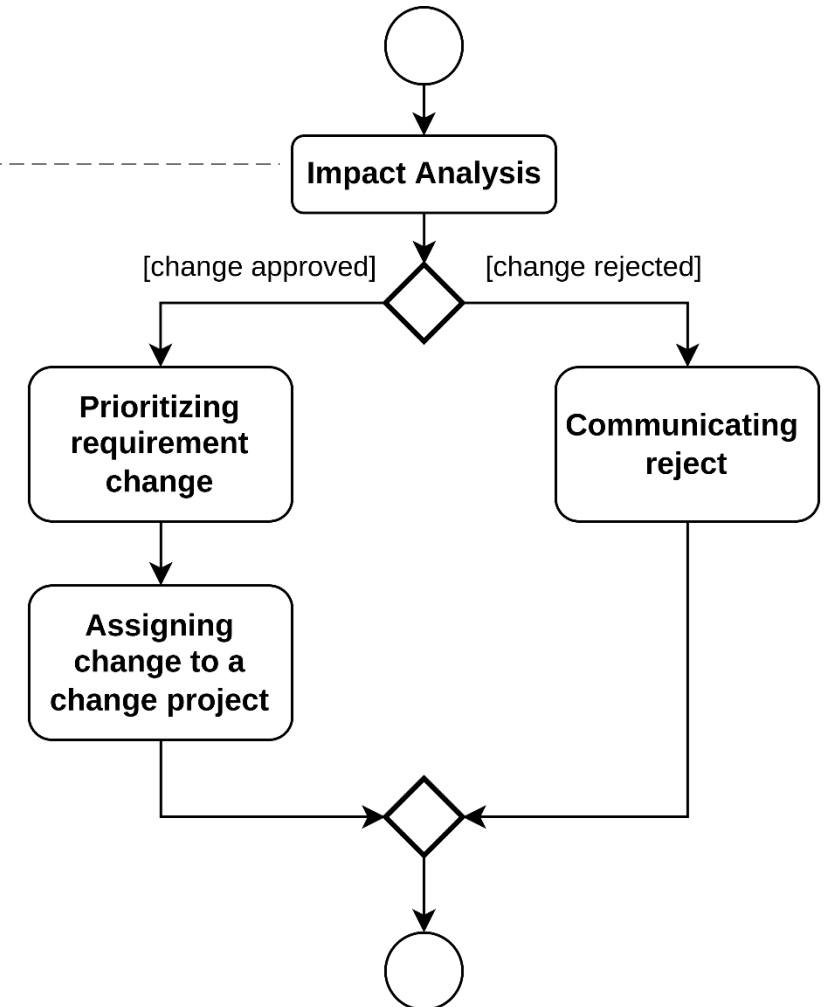 Impact Analysis
[change approved]
[change rejected]
Prioritizing
requirement
change
Communicating
reject
Assigning
change to a
change project